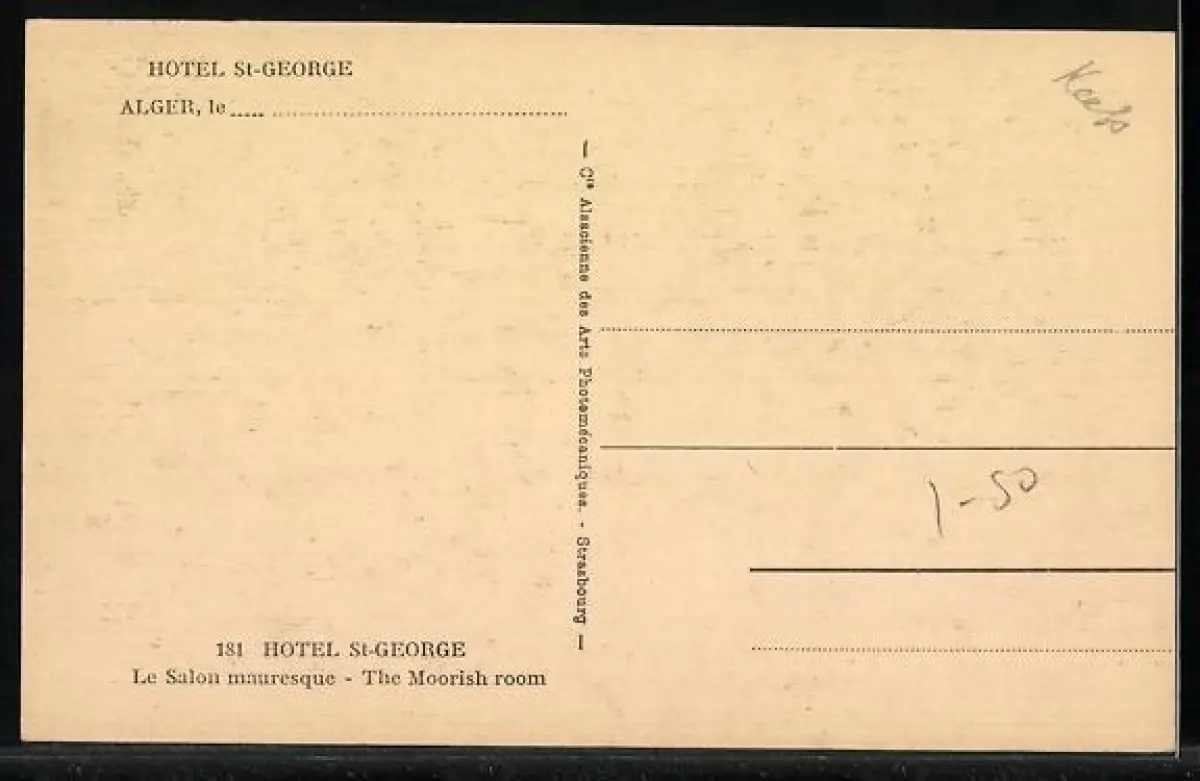 HOTEL St-GEORGE
ALGER, le
— Cie Alsacienne des Arts Photomécaniques. - Strasbourg —
1-50
181 HOTEL St-GEORGE
Le Salon mauresque - The Moorish room